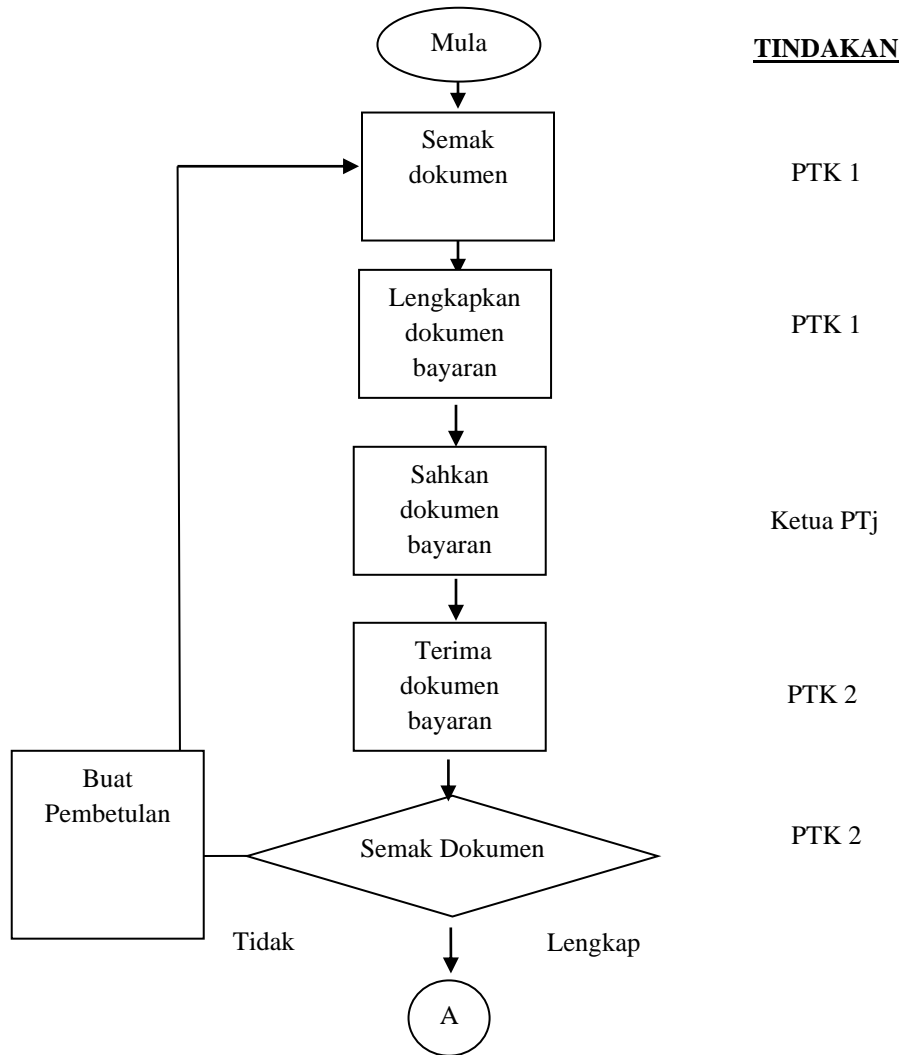 Mula
TINDAKAN
Semak
dokumen
PTK 1
Lengkapkan
dokumen
bayaran
PTK 1
Sahkan
dokumen
bayaran
Ketua PTj
Terima
dokumen
bayaran
PTK 2
Buat
Pembetulan
Semak Dokumen
PTK 2
Tidak
Lengkap
A